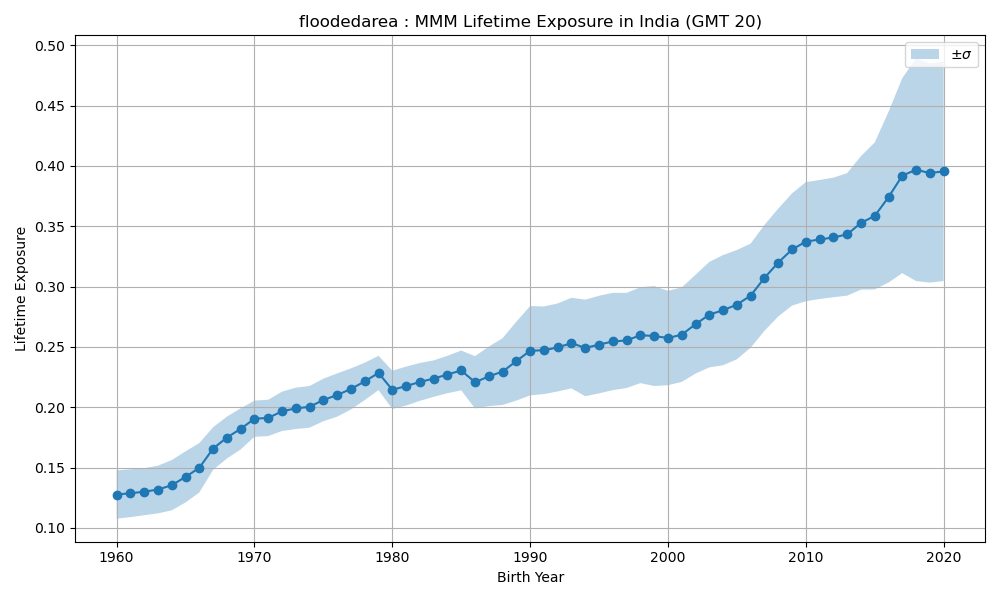 floodedarea : MMM Lifetime Exposure in India (GMT 20)
±σ
Lifetime Exposure
0.50
0.45
0.40
0.35
0.30
0.25
0.20
0.15
0.10
1960 1970 1980 1990 2000 2010 2020
Birth Year